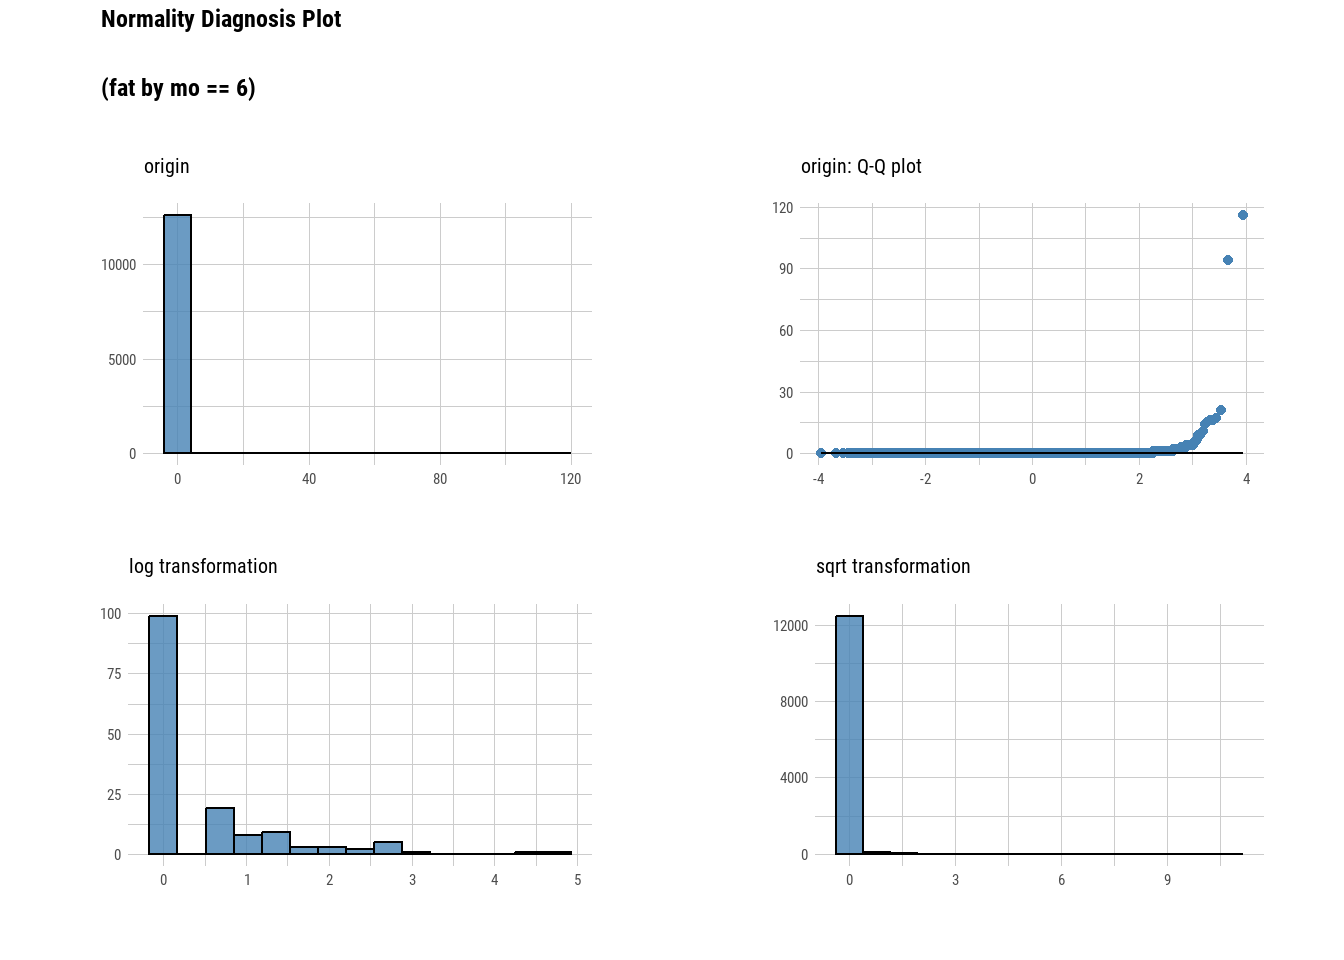 Normality Diagnosis Plot
(fat by mo == 6)
origin
10000
5000
0
0 40 80 120
origin: Q-Q plot
120
90
60
30
0
-4 -2 0 2 4
log transformation
100
75
50
25
0
0 1 2 3 4 5
sqrt transformation
12000
8000
4000
0
0 3 6 9